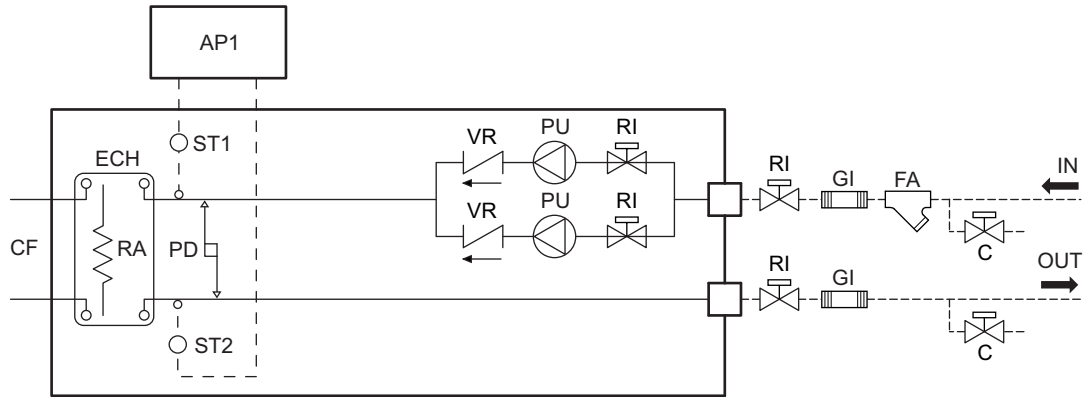 AP1
ST1
ECH
VR
PU
RI
RI
GI
FA
IN
CF
RA
PD
VR
PU
RI
C
RI
GI
OUT
ST2
C